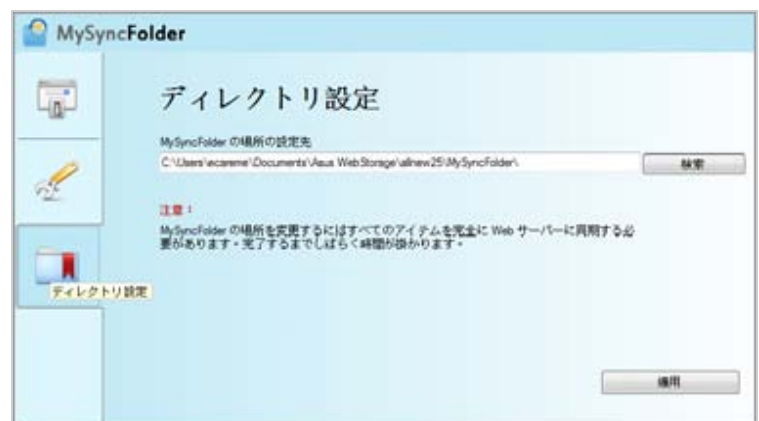 MySyncFolder
ディレクトリ設定
MySyncFolder の場所の設定先
C:\Users\ecareme\Documents\Asus WebStorage\allnew25\MySyncFolder\
検索
注意：
MySyncFolder の場所を変更するにはすべてのアイテムを完全に Web サーバーに同期する必
要があります。完了するまでしばらく時間が掛かります。
ディレクトリ設定
適用